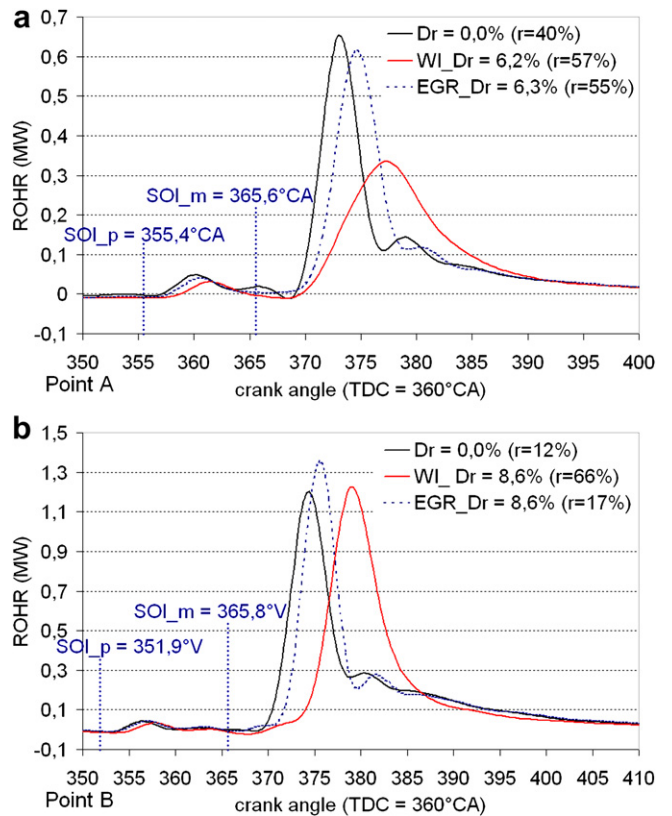 a
0,7
0,6
0,5
0,4
0,3
0,2
0,1
0
-0,1
ROHR (MW)
Dr = 0,0% (r=40%)
WI_Dr = 6,2% (r=57%)
EGR_Dr = 6,3% (r=55%)
SOI_m = 365,6°CA
SOI_p = 355,4°CA
350 355 360 365 370 375 380 385 390 395 400
Point A
crank angle (TDC = 360°CA)
b
1,5
1,3
1,1
0,9
0,7
0,5
0,3
0,1
-0,1
ROHR (MW)
Dr = 0,0% (r=12%)
WI_ Dr = 8,6% (r=66%)
EGR_Dr = 8,6% (r=17%)
SOI_m = 365,8°V
SOI_p = 351,9°V
350 355 360 365 370 375 380 385 390 395 400 405 410
Point B
crank angle (TDC = 360°CA)